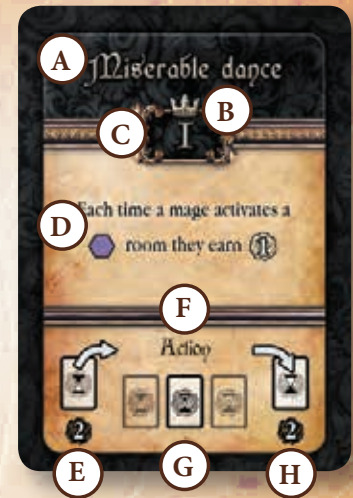 A
Miserable dance
B
C
I
Each time a mage activates a
D
room they earn 1
F
Action
2
2
E
G
H